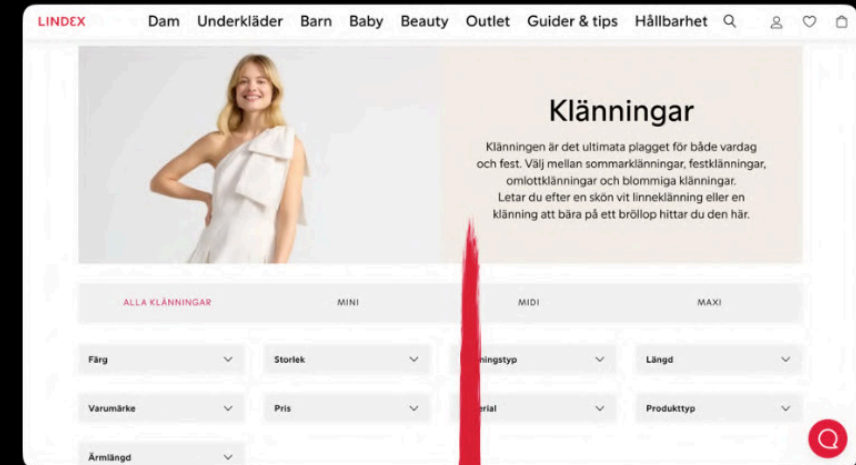 LINDEX
Dam Underkläder Barn Baby Beauty Outlet Guider & tips Hållbarhet
Klänningar
Klänningen är det ultimata plagget för både vardag
och fest. Välj mellan sommarklänningar, festklänningar,
omlottklänningar och blommiga klänningar.
Letar du efter en skön vit linneklänning eller en
klänning att bära på ett bröllop hittar du den här.
ALLA KLÄNNINGAR MINI MIDI MAXI
Färg Storlek Längd
Varumärke Pris Produkttyp
Ärmlängd